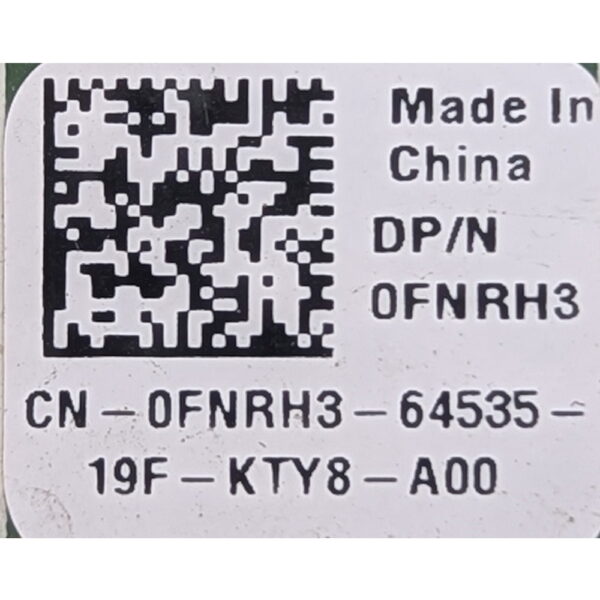 Made In
China
DP/N
0FNRH3
CN-0FNRH3-64535-
19F-KTY8-A00